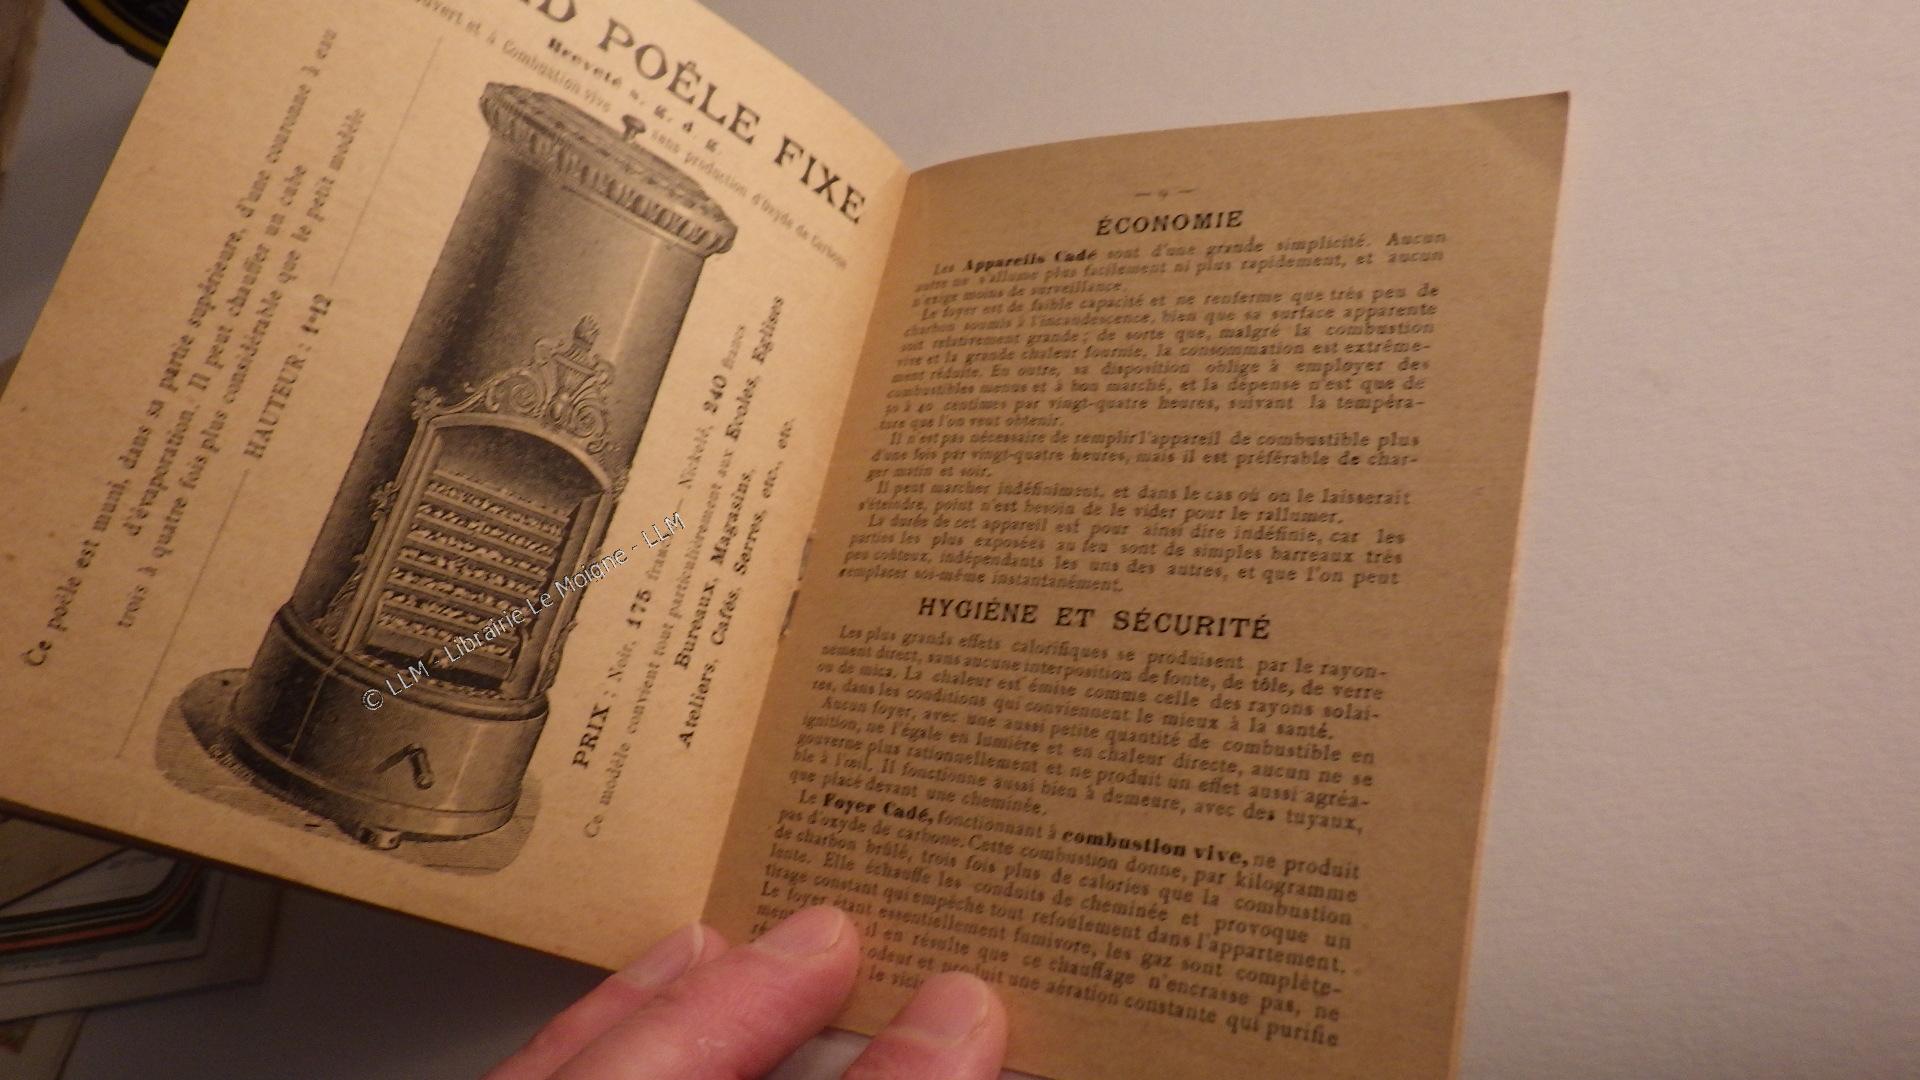 D POÊLE FIXE
Breveté s. g. d. g.
ouvert et à Combustion vive sans production d'Oxyde de Carbone
Ce poêle est muni, dans sa partie supérieure, d'une couronne à eau
d'évaporation. Il peut chauffer un cube
trois à quatre fois plus considérable que le petit modèle
HAUTEUR : 1m12
PRIX : Noir, 175 francs — Nickelé, 240 francs
Ce modèle convient tout particulièrement aux Ecoles, Eglises
Bureaux, Magasins,
Ateliers, Cafés, Serres, etc., etc.
© LLM - Librairie Le Moigne - LLM
— 9 —
ÉCONOMIE
Les Appareils Cadé sont d'une grande simplicité. Aucun
autre ne s'allume plus facilement ni plus rapidement, et aucun
n'exige moins de surveillance.
Le foyer est de faible capacité et ne renferme que très peu de
charbon soumis à l'incandescence, bien que sa surface apparente
soit relativement grande ; de sorte que, malgré la combustion
vive et la grande chaleur fournie, la consommation est extrême-
ment réduite. En outre, sa disposition oblige à employer des
combustibles menus et à bon marché, et la dépense n'est que de
30 à 40 centimes par vingt-quatre heures, suivant la tempéra-
ture que l'on veut obtenir.
Il n'est pas nécessaire de remplir l'appareil de combustible plus
d'une fois par vingt-quatre heures, mais il est préférable de char-
ger matin et soir.
Il peut marcher indéfiniment, et dans le cas où on le laisserait
s'éteindre, point n'est besoin de le vider pour le rallumer.
La durée de cet appareil est pour ainsi dire indéfinie, car les
parties les plus exposées au feu sont de simples barreaux très
peu coûteux, indépendants les uns des autres, et que l'on peut
remplacer soi-même instantanément.
HYGIÈNE ET SÉCURITÉ
Les plus grands effets calorifiques se produisent par le rayon-
nement direct, sans aucune interposition de fonte, de tôle, de verre
ou de mica. La chaleur est émise comme celle des rayons solai-
res, dans les conditions qui conviennent le mieux à la santé.
Aucun foyer, avec une aussi petite quantité de combustible en
ignition, ne l'égale en lumière et en chaleur directe, aucun ne se
gouverne plus rationnellement et ne produit un effet aussi agréa-
ble à l'œil. Il fonctionne aussi bien à demeure, avec des tuyaux,
que placé devant une cheminée.
Le Foyer Cadé, fonctionnant à combustion vive, ne produit
pas d'oxyde de carbone. Cette combustion donne, par kilogramme
de charbon brûlé, trois fois plus de calories que la combustion
lente. Elle échauffe les conduits de cheminée et provoque un
tirage constant qui empêche tout refoulement dans l'appartement.
Le foyer étant essentiellement fumivore, les gaz sont complète-
il en résulte que ce chauffage n'encrasse pas, ne
odeur et produit une aération constante qui purifie